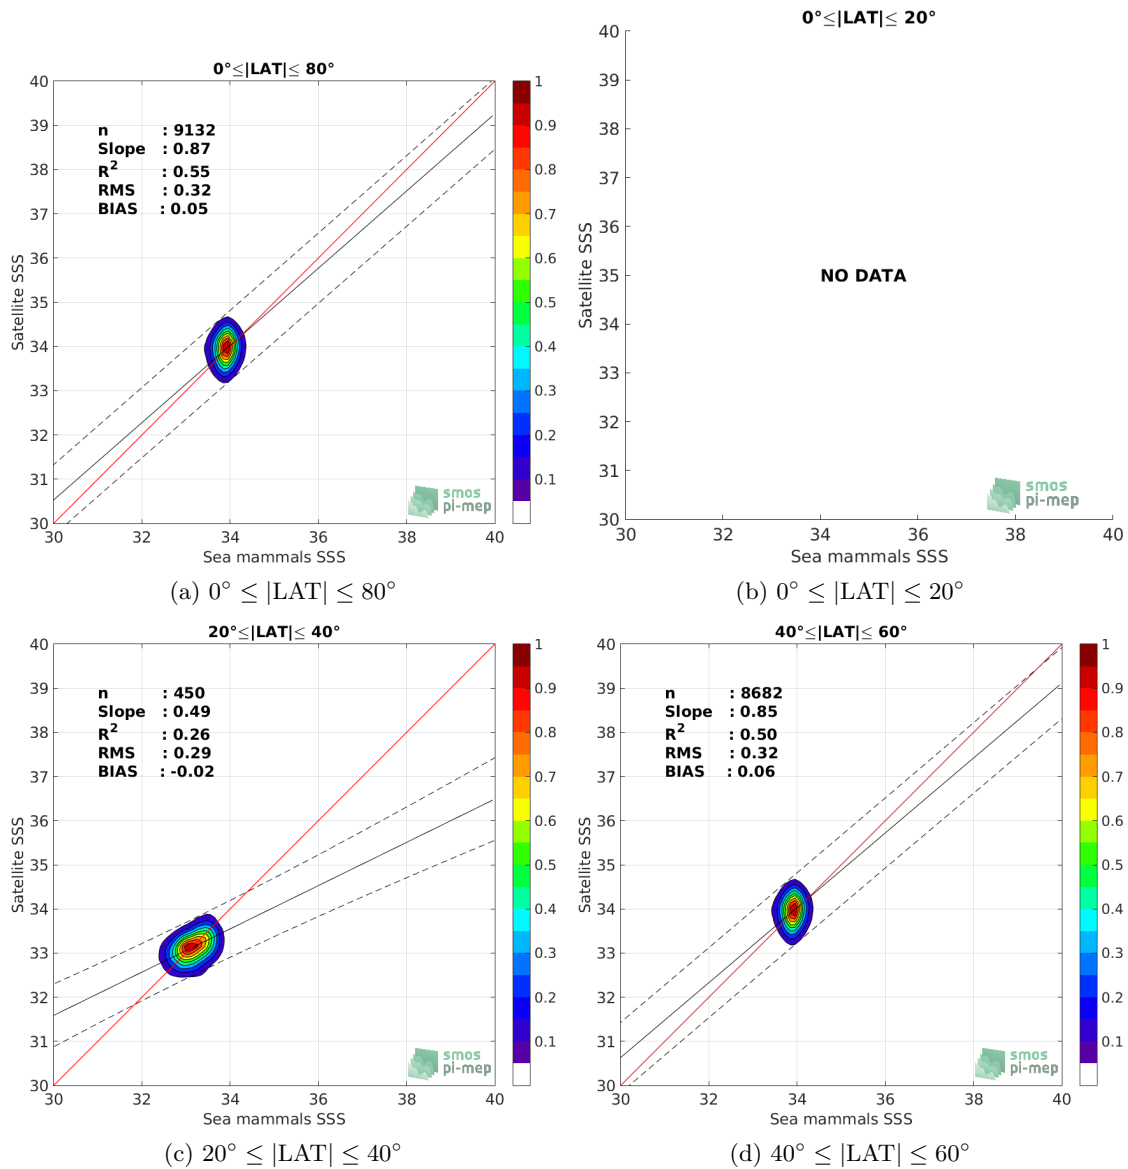 0°≤|LAT|≤ 80°
40
39
38
37
36
35
34
33
32
31
30
Satellite SSS
n : 9132
Slope : 0.87
R² : 0.55
RMS : 0.32
BIAS : 0.05
smos
pi-mep
30 32 34 36 38 40
Sea mammals SSS
1
0.9
0.8
0.7
0.6
0.5
0.4
0.3
0.2
0.1
(a) 0° ≤ |LAT| ≤ 80°
0°≤|LAT|≤ 20°
40
39
38
37
36
35
34
33
32
31
30
Satellite SSS
NO DATA
smos
pi-mep
30 32 34 36 38 40
Sea mammals SSS
(b) 0° ≤ |LAT| ≤ 20°
20°≤|LAT|≤ 40°
40
39
38
37
36
35
34
33
32
31
30
Satellite SSS
n : 450
Slope : 0.49
R² : 0.26
RMS : 0.29
BIAS : -0.02
smos
pi-mep
30 32 34 36 38 40
Sea mammals SSS
1
0.9
0.8
0.7
0.6
0.5
0.4
0.3
0.2
0.1
(c) 20° ≤ |LAT| ≤ 40°
40°≤|LAT|≤ 60°
40
39
38
37
36
35
34
33
32
31
30
Satellite SSS
n : 8682
Slope : 0.85
R² : 0.50
RMS : 0.32
BIAS : 0.06
smos
pi-mep
30 32 34 36 38 40
Sea mammals SSS
1
0.9
0.8
0.7
0.6
0.5
0.4
0.3
0.2
0.1
(d) 40° ≤ |LAT| ≤ 60°